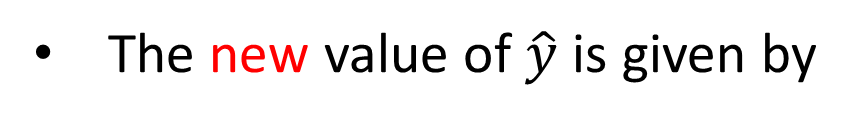 • The new value of ŷ is given by